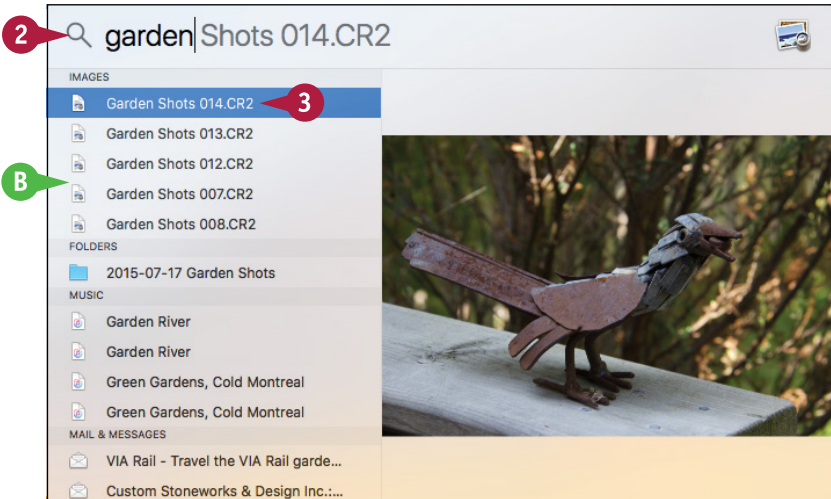 2
garden Shots 014.CR2
IMAGES
Garden Shots 014.CR2
3
Garden Shots 013.CR2
Garden Shots 012.CR2
B
Garden Shots 007.CR2
Garden Shots 008.CR2
FOLDERS
2015-07-17 Garden Shots
MUSIC
Garden River
Garden River
Green Gardens, Cold Montreal
Green Gardens, Cold Montreal
MAIL & MESSAGES
VIA Rail - Travel the VIA Rail garde...
Custom Stoneworks & Design Inc.:...